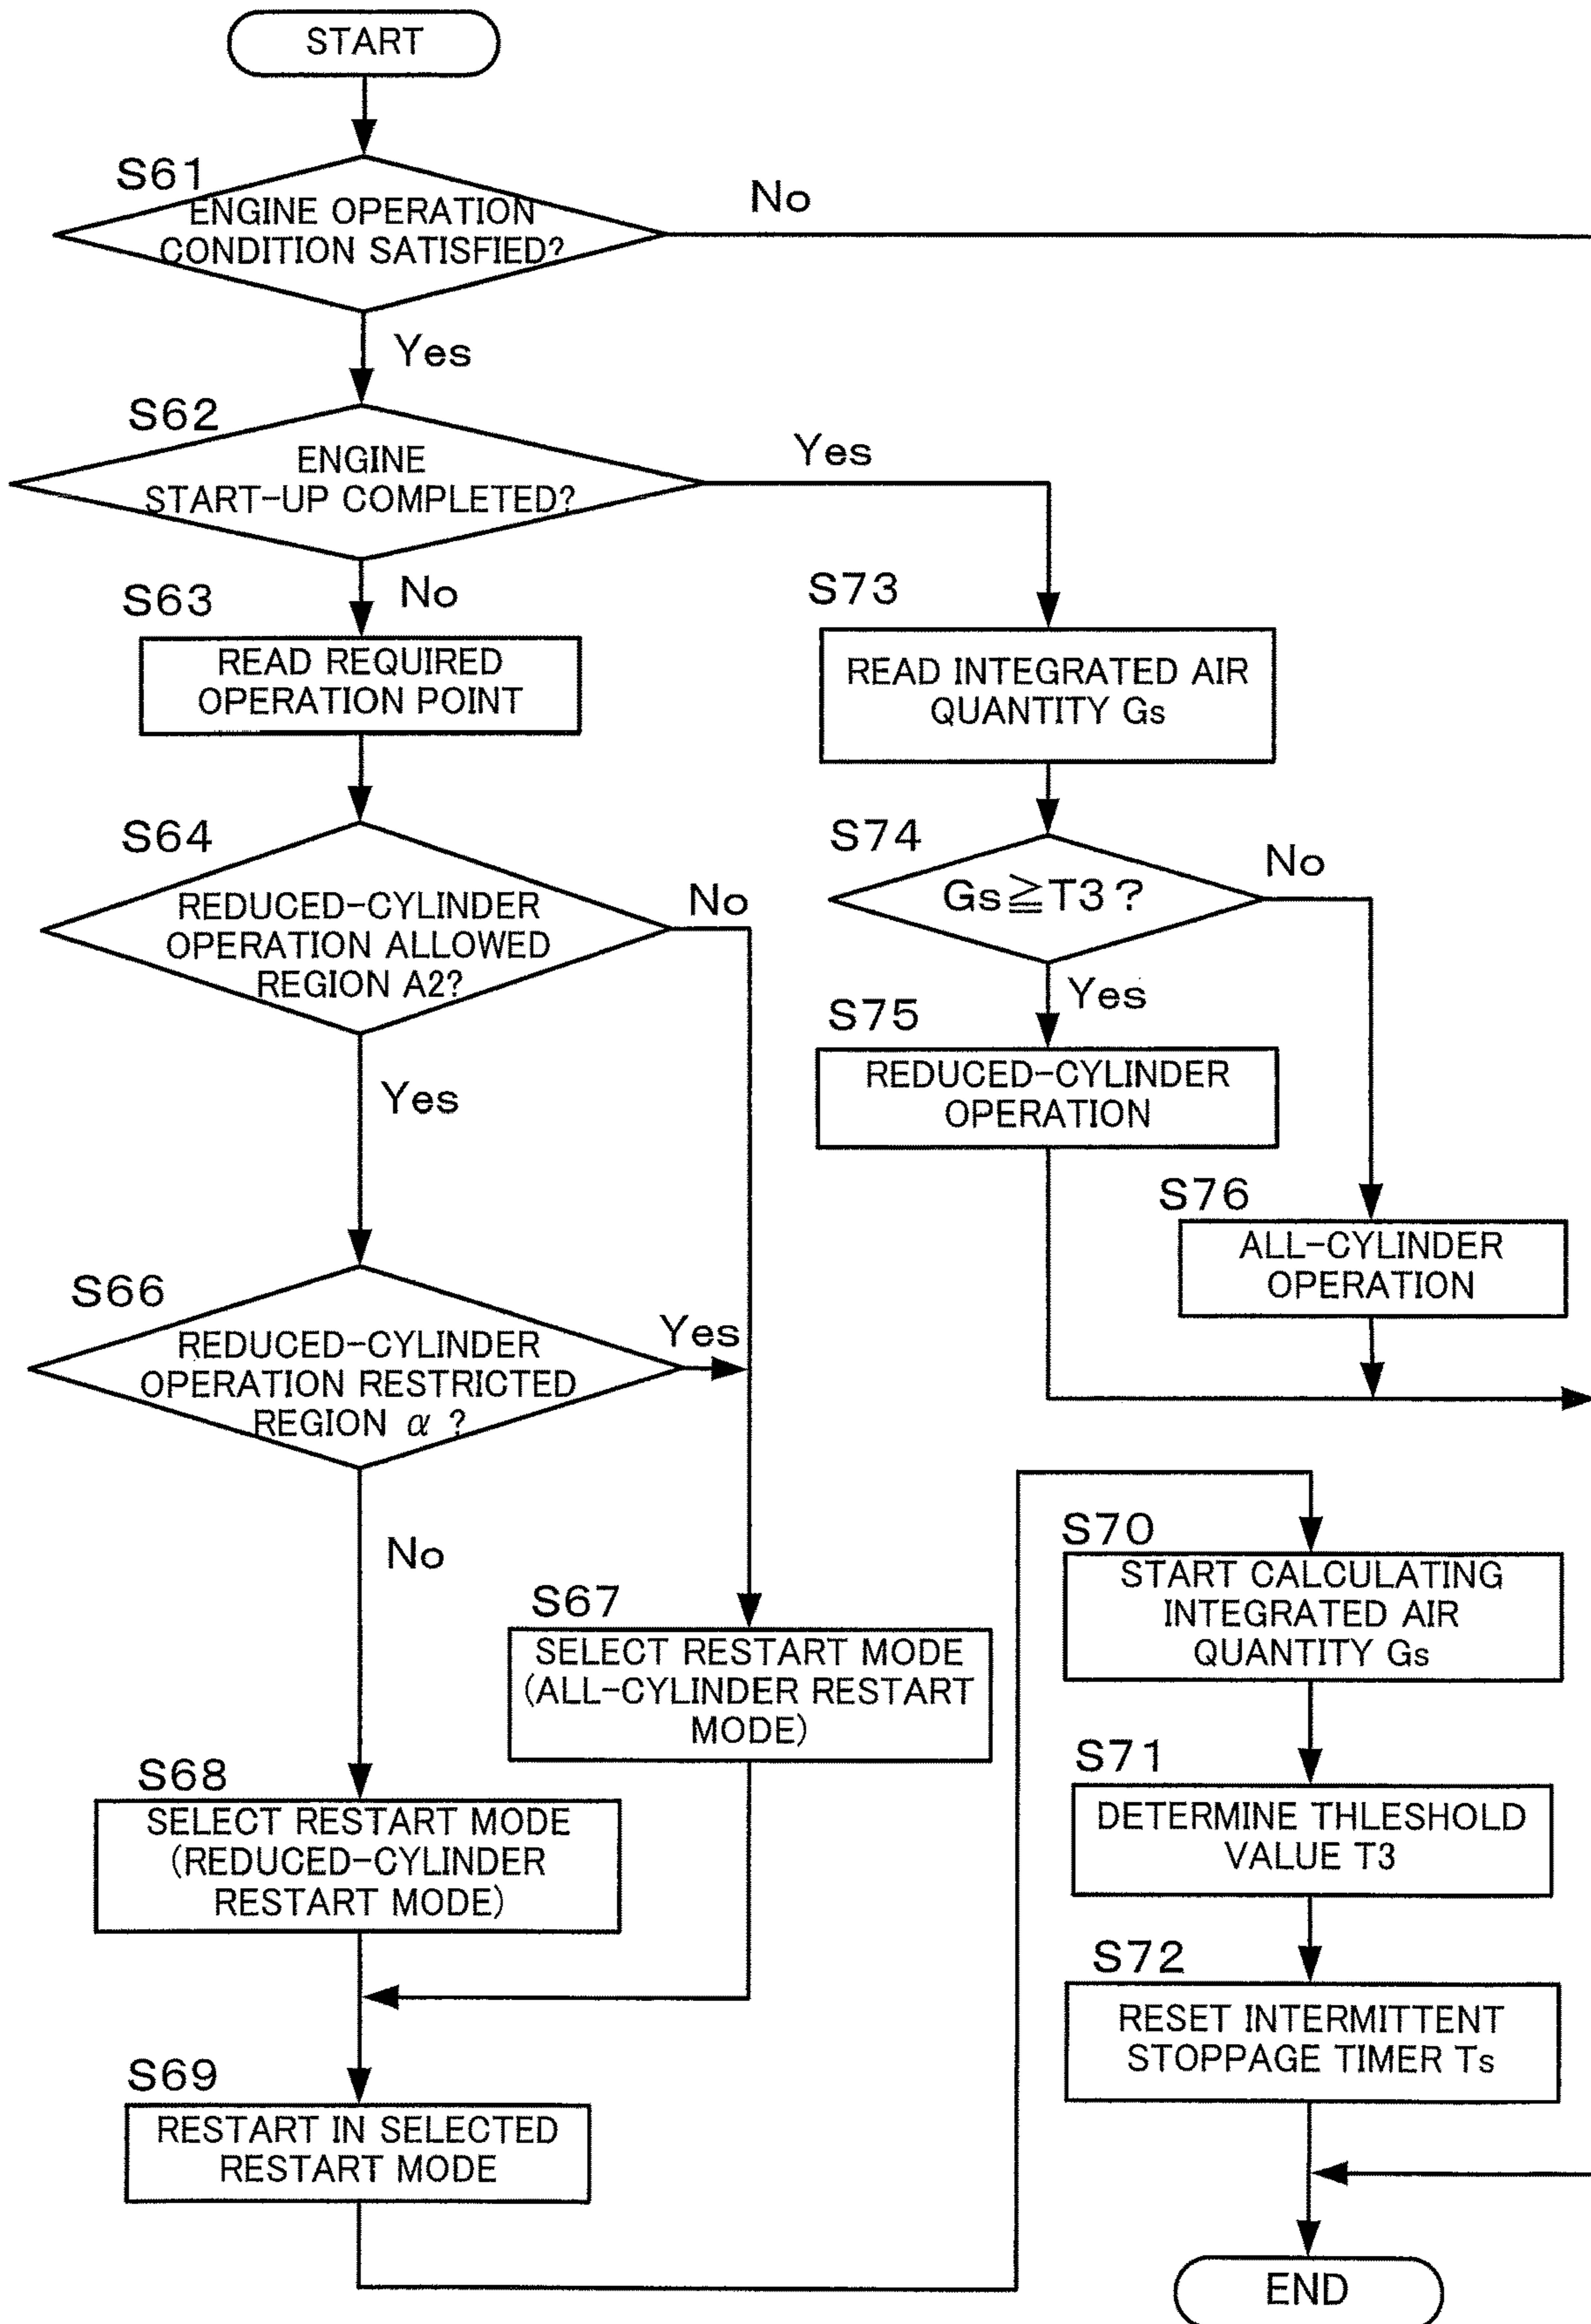 START
S61
ENGINE OPERATION
CONDITION SATISFIED?
No
Yes
S62
ENGINE
START-UP COMPLETED?
Yes
No
S63
READ REQUIRED
OPERATION POINT
S64
REDUCED-CYLINDER
OPERATION ALLOWED
REGION A2?
No
Yes
S66
REDUCED-CYLINDER
OPERATION RESTRICTED
REGION α ?
Yes
No
S67
SELECT RESTART MODE
(ALL-CYLINDER RESTART
MODE)
S68
SELECT RESTART MODE
(REDUCED-CYLINDER
RESTART MODE)
S69
RESTART IN SELECTED
RESTART MODE
S73
READ INTEGRATED AIR
QUANTITY Gs
S74
Gs≧T3?
No
Yes
S75
REDUCED-CYLINDER
OPERATION
S76
ALL-CYLINDER
OPERATION
S70
START CALCULATING
INTEGRATED AIR
QUANTITY Gs
S71
DETERMINE THLESHOLD
VALUE T3
S72
RESET INTERMITTENT
STOPPAGE TIMER Ts
END